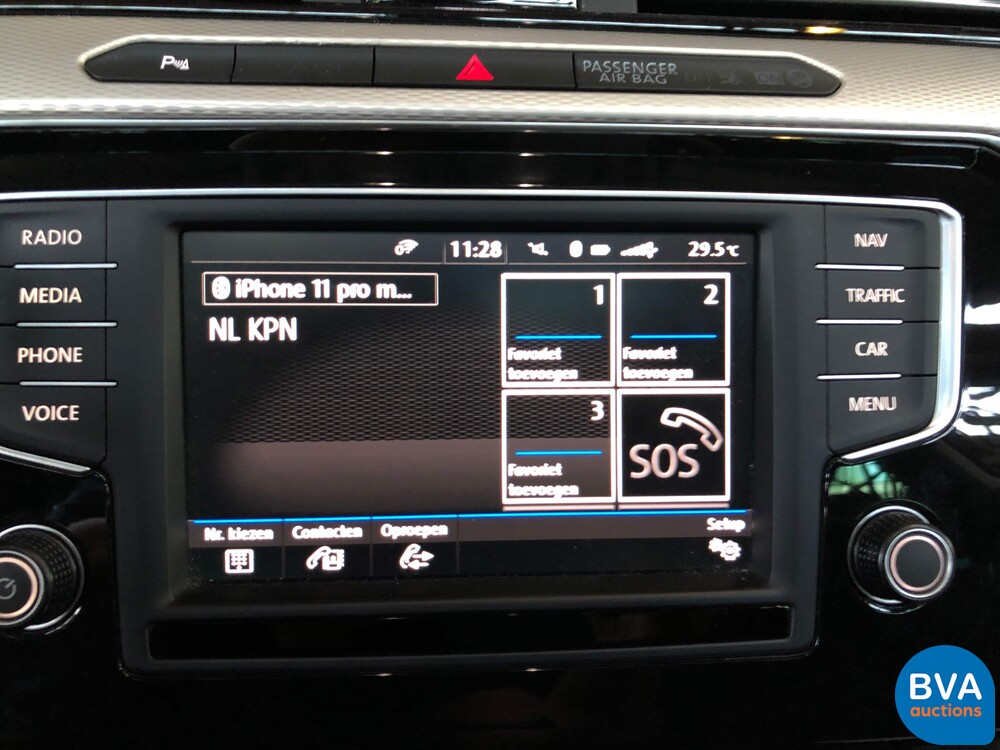 P
PASSENGER
AIR BAG
RADIO
MEDIA
PHONE
VOICE
11:28
29.5°C
iPhone 11 pro m...
NL KPN
1
Favoriet
toevoegen
2
Favoriet
toevoegen
3
Favoriet
toevoegen
SOS
Nr. kiezen
Contacten
Oproepen
Setup
NAV
TRAFFIC
CAR
MENU
BVA
auctions